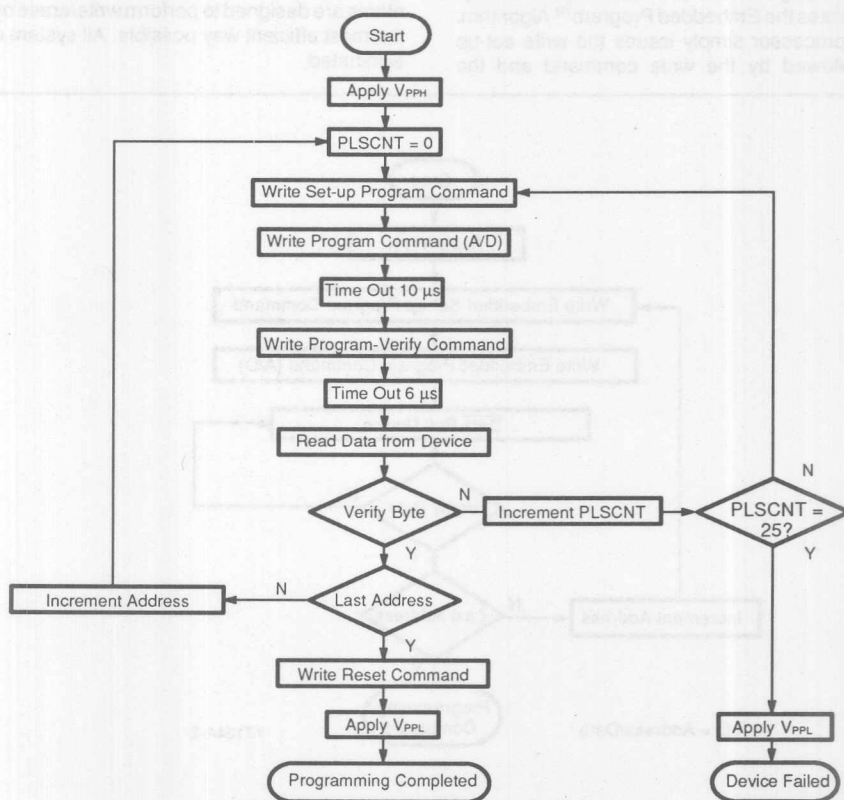 Start
Apply VPPH
PLSCNT = 0
Write Set-up Program Command
Write Program Command (A/D)
Time Out 10 µs
Write Program-Verify Command
Time Out 6 µs
Read Data from Device
Verify Byte
N
Increment PLSCNT
PLSCNT =
25?
N
Y
Y
Increment Address
N
Last Address
Y
Write Reset Command
Apply VPPL
Apply VPPL
Programming Completed
Device Failed